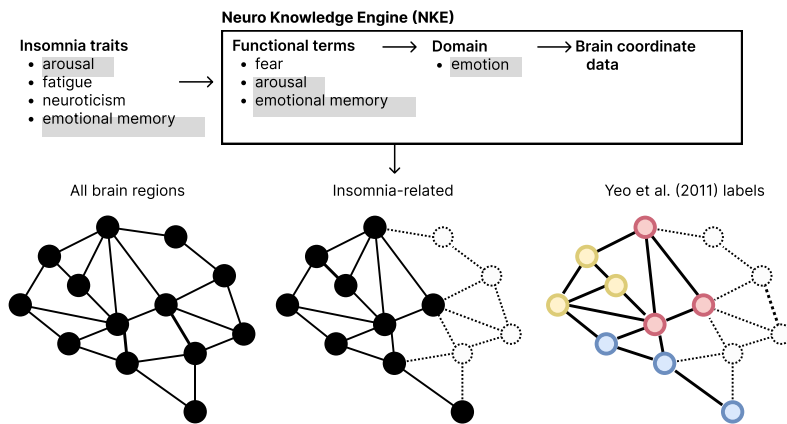 Neuro Knowledge Engine (NKE)
Insomnia traits
• arousal
• fatigue
• neuroticism
• emotional memory
Functional terms
• fear
• arousal
• emotional memory
Domain
• emotion
Brain coordinate
data
All brain regions
Insomnia-related
Yeo et al. (2011) labels